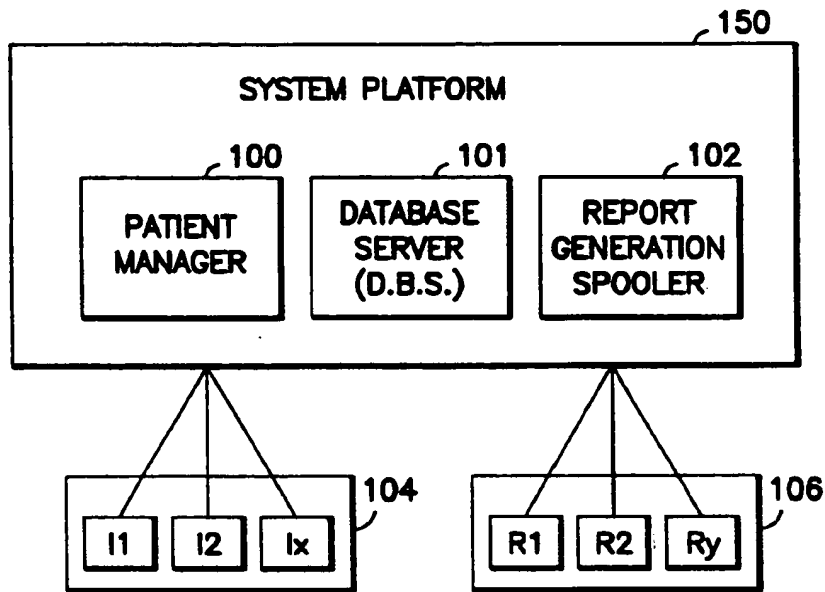 150
SYSTEM PLATFORM
100
101
102
PATIENT
MANAGER
DATABASE
SERVER
(D.B.S.)
REPORT
GENERATION
SPOOLER
104
I1 I2 Ix
106
R1 R2 Ry